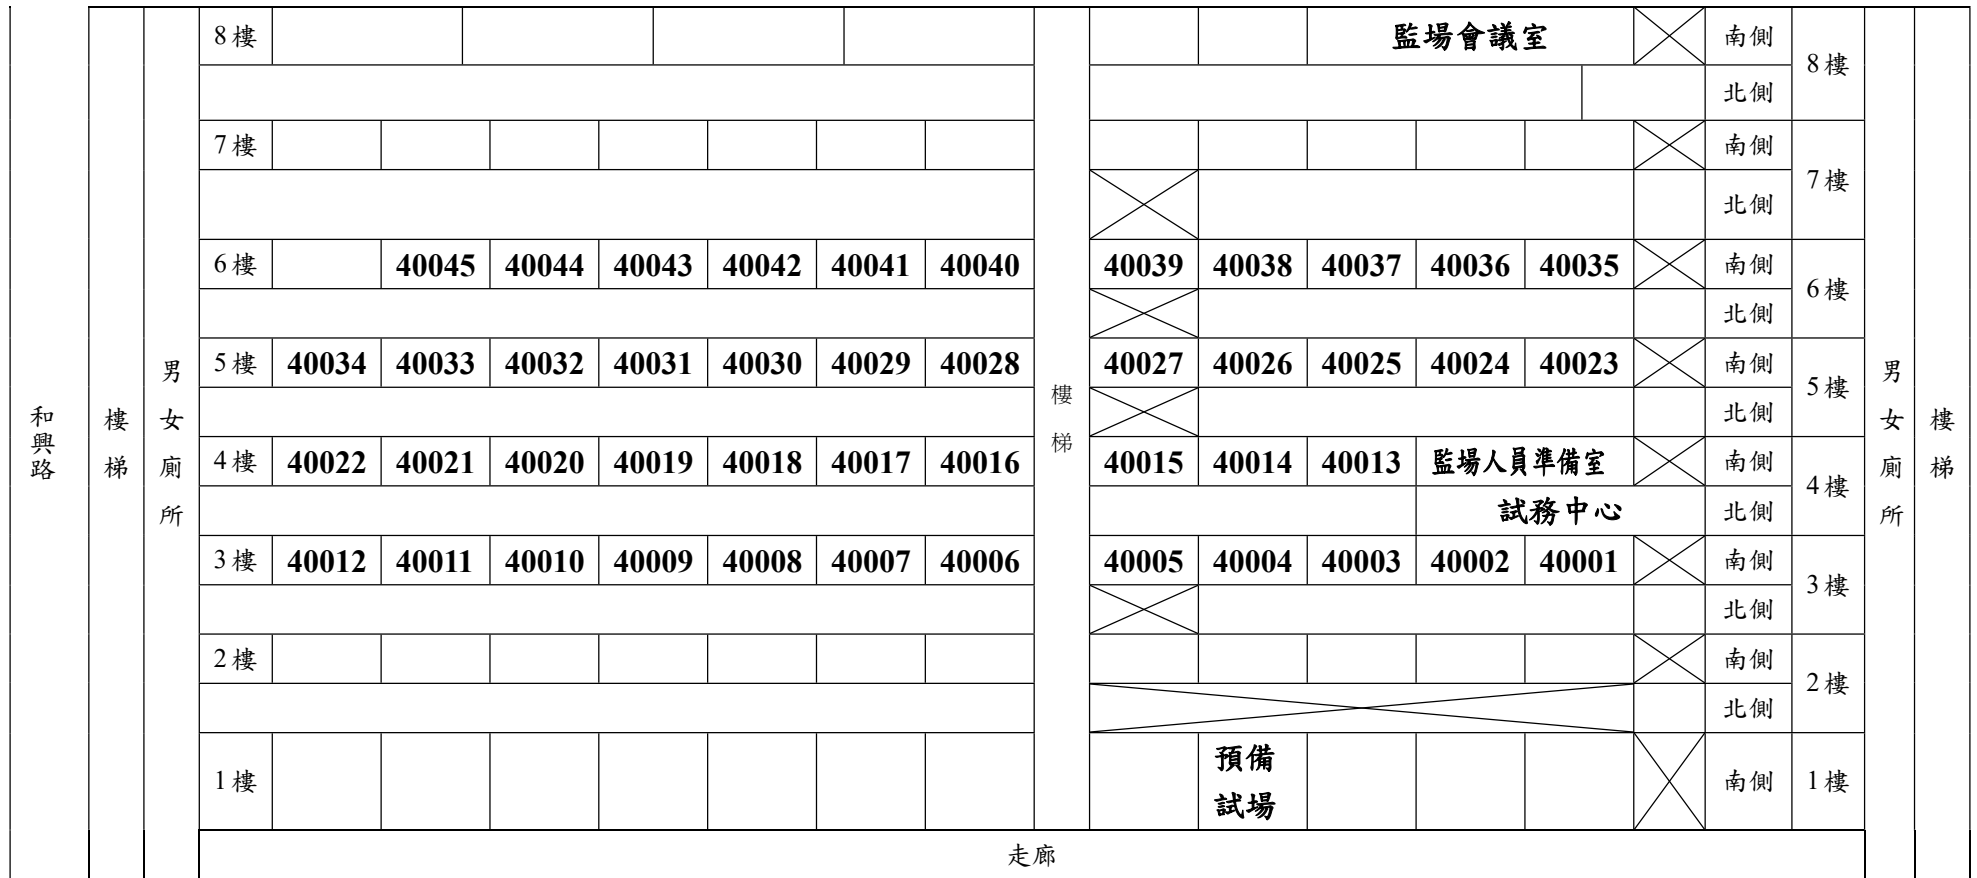 8樓 監場會議室 南側 8樓
北側
7樓 南側 7樓
北側
6樓 40045 40044 40043 40042 40041 40040 40039 40038 40037 40036 40035 南側 6樓
北側
5樓 40034 40033 40032 40031 40030 40029 40028 40027 40026 40025 40024 40023 南側 5樓
北側
和興路 樓梯 男女廁所 樓梯 男女廁所 樓梯
4樓 40022 40021 40020 40019 40018 40017 40016 40015 40014 40013 監場人員準備室 南側 4樓
試務中心 北側
3樓 40012 40011 40010 40009 40008 40007 40006 40005 40004 40003 40002 40001 南側 3樓
北側
2樓 南側 2樓
北側
1樓 預備試場 南側 1樓
走廊